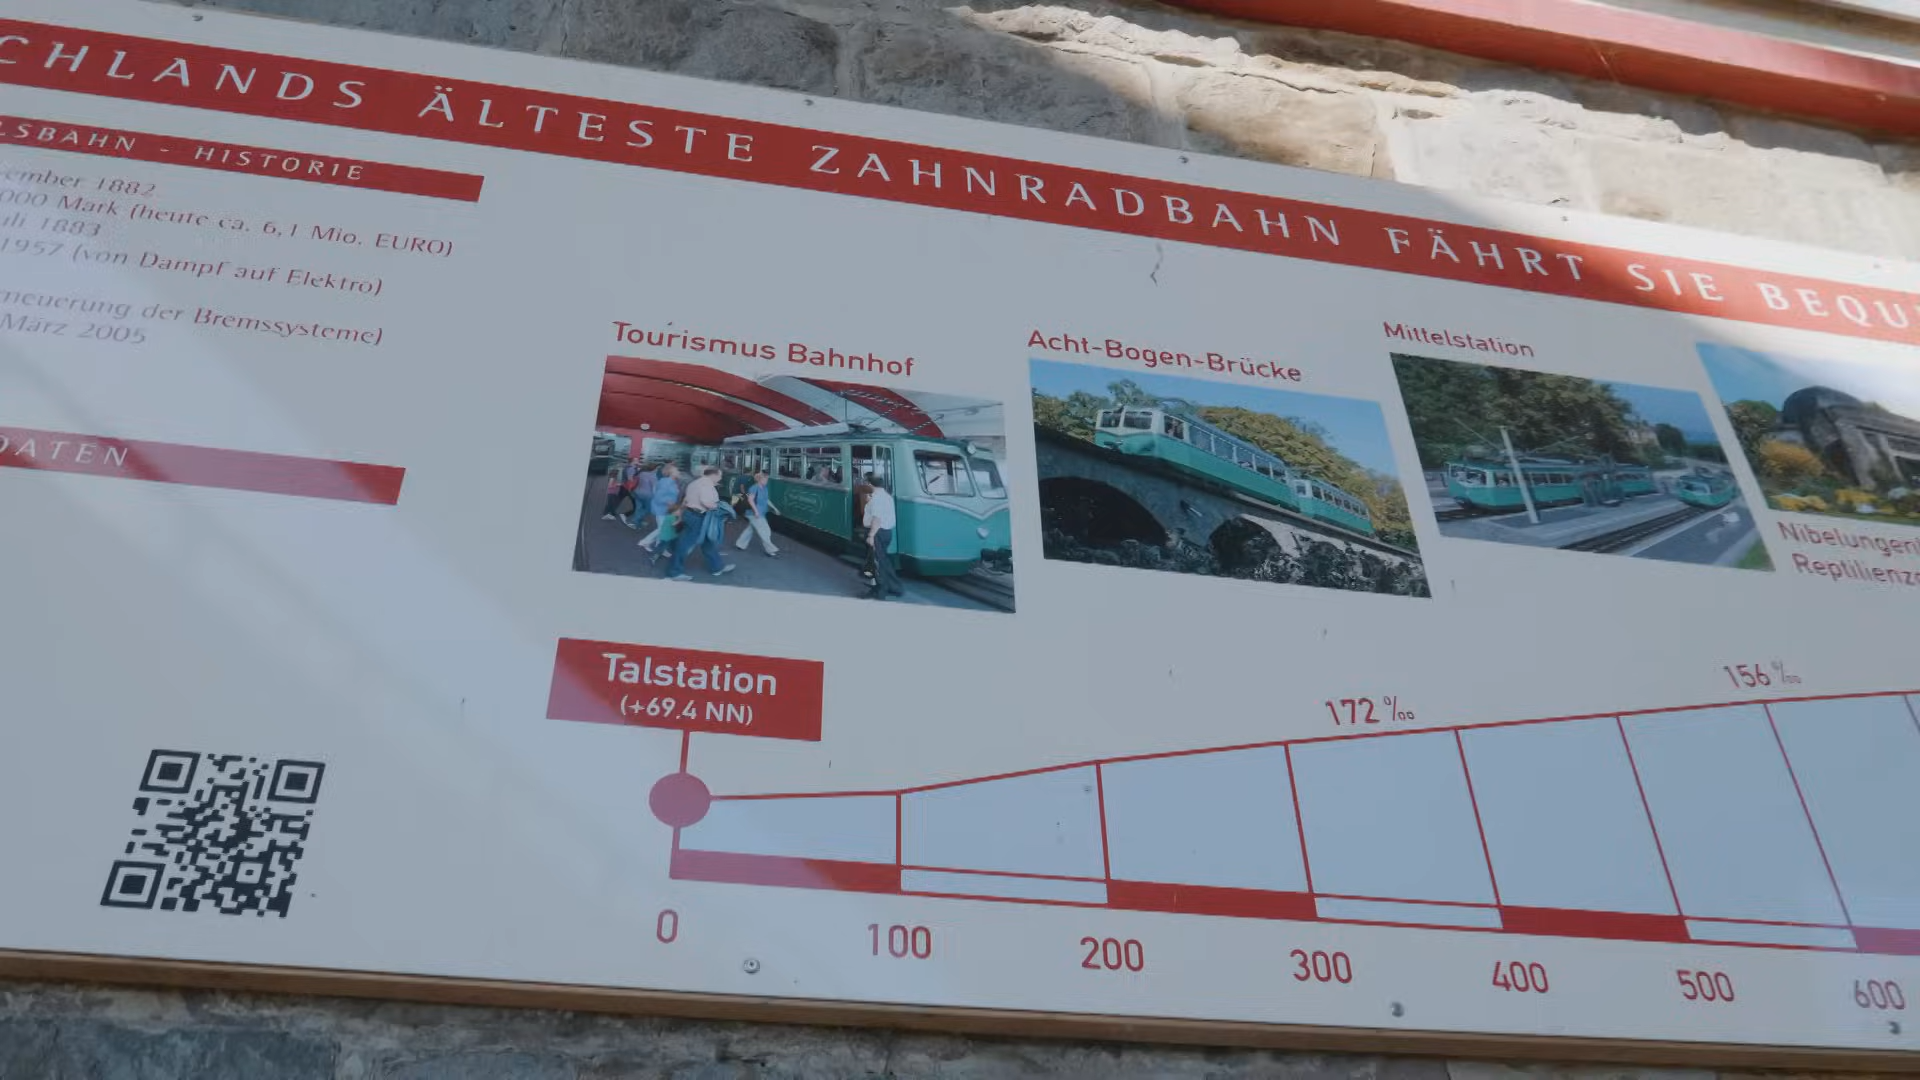 CHLANDS ÄLTESTE ZAHNRADBAHN FÄHRT SIE BEQU
LSBAHN - HISTORIE
ember 1882
000 Mark (heute ca. 6,1 Mio. EURO)
uli 1883
1957 (von Dampf auf Elektro)
neuerung der Bremssysteme)
März 2005
DATEN
Tourismus Bahnhof
Acht-Bogen-Brücke
Mittelstation
Nibelungen
Reptilienz
Talstation
(+69.4 NN)
172 ‰
156 ‰
0 100 200 300 400 500 600